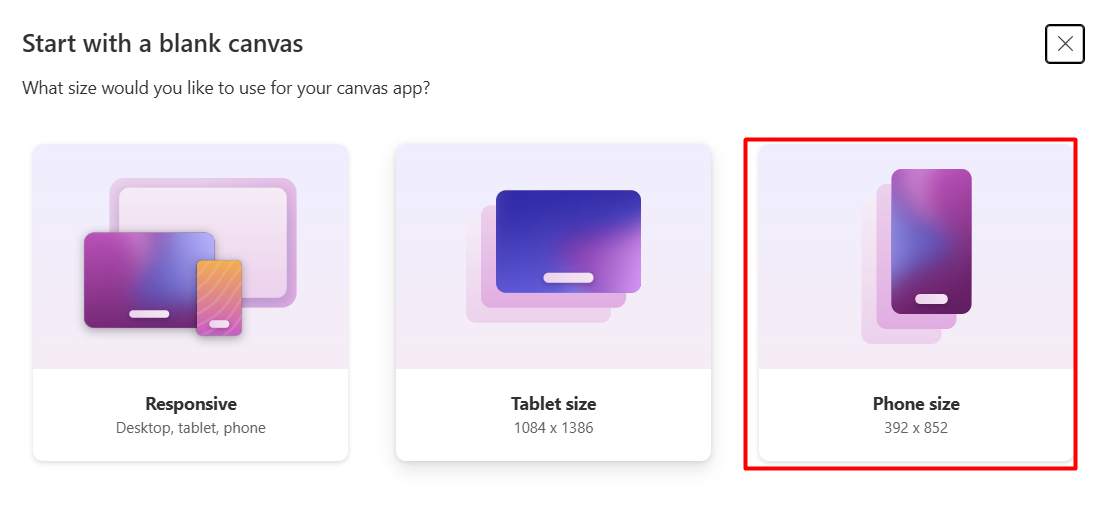 Start with a blank canvas
What size would you like to use for your canvas app?
Responsive
Desktop, tablet, phone
Tablet size
1084 x 1386
Phone size
392 x 852